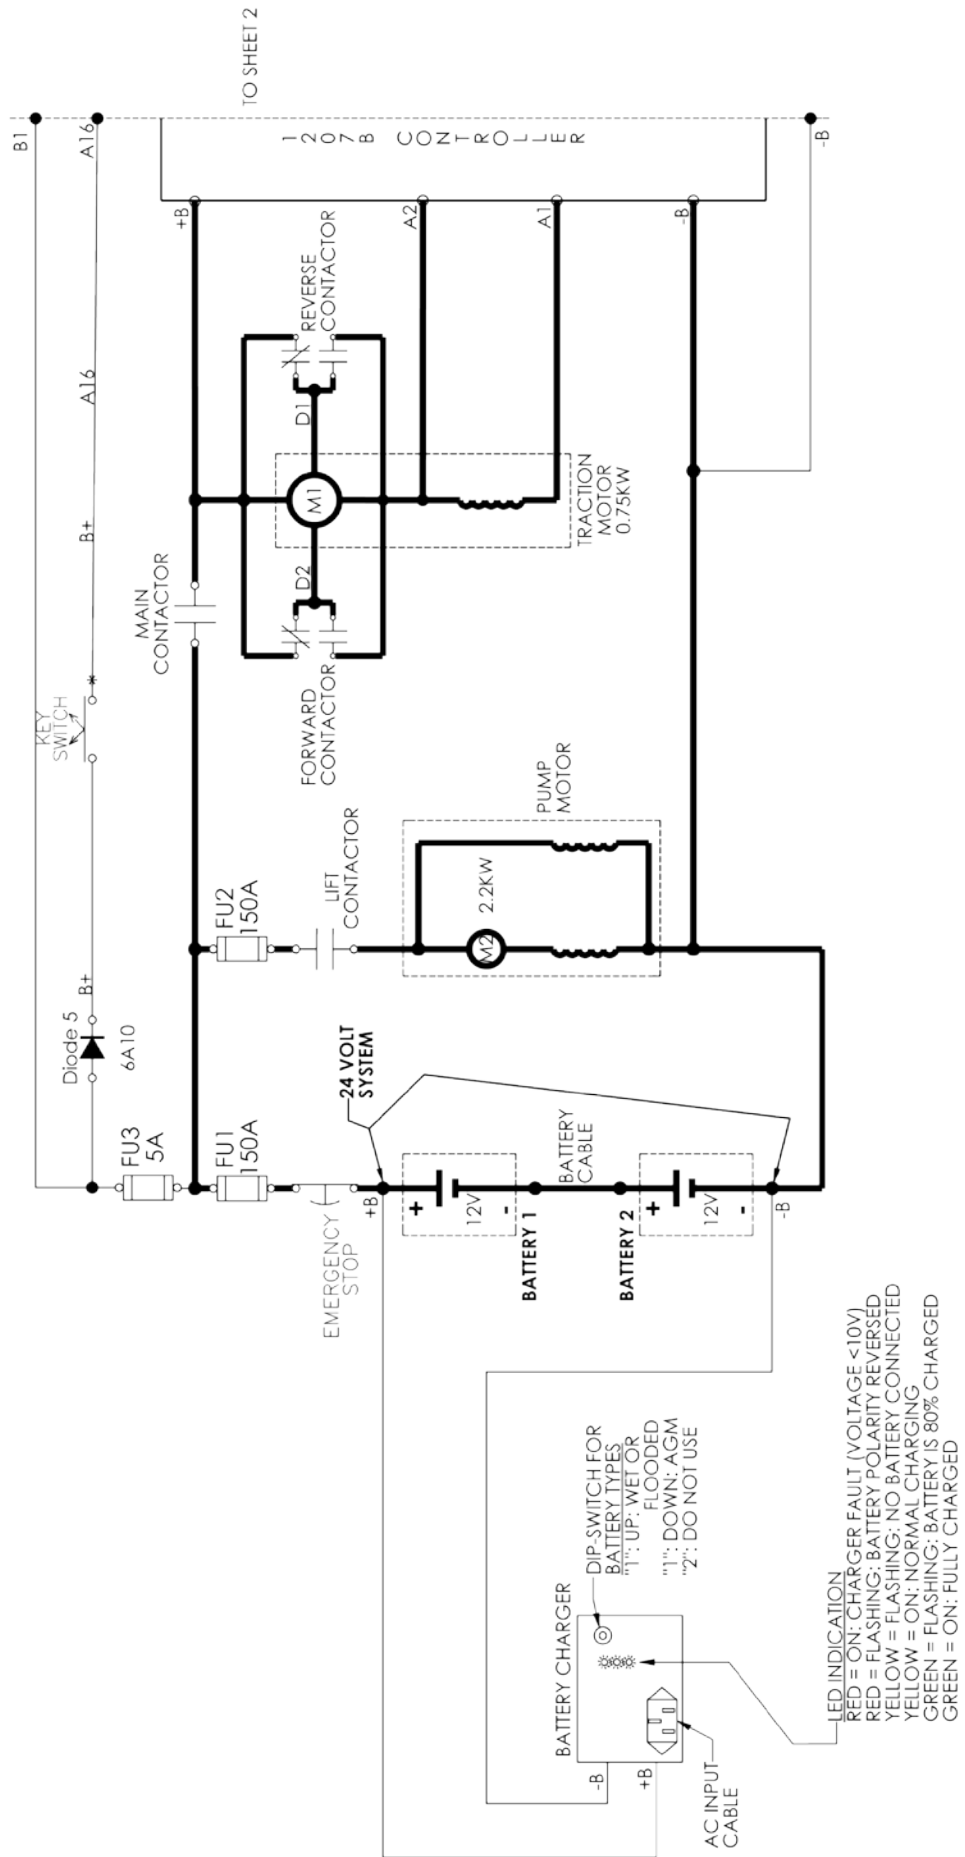 TO SHEET 2
B1
A16
1207B CONTROLLER
-B
+B
A2
A1
-B
REVERSE
CONTACTOR
A16
D1
M1
TRACTION
MOTOR
0.75KW
B+
D2
MAIN
CONTACTOR
FORWARD
CONTACTOR
KEY
SWITCH
PUMP
MOTOR
LIFT
CONTACTOR
2.2KW
M2
FU2
150A
B+
Diode 5
6A10
24 VOLT
SYSTEM
FU3
5A
FU1
150A
EMERGENCY
STOP
+B
+
12V
-
BATTERY 1
BATTERY
CABLE
BATTERY 2
+
12V
-
-B
BATTERY CHARGER
DIP-SWITCH FOR
BATTERY TYPES
"1": UP: WET OR
FLOODED
"1": DOWN: AGM
"2": DO NOT USE
-B
+B
AC INPUT
CABLE
LED INDICATION
RED = ON: CHARGER FAULT (VOLTAGE <10V)
RED = FLASHING: BATTERY POLARITY REVERSED
YELLOW = FLASHING: NO BATTERY CONNECTED
YELLOW = ON: NORMAL CHARGING
GREEN = FLASHING: BATTERY IS 80% CHARGED
GREEN = ON: FULLY CHARGED